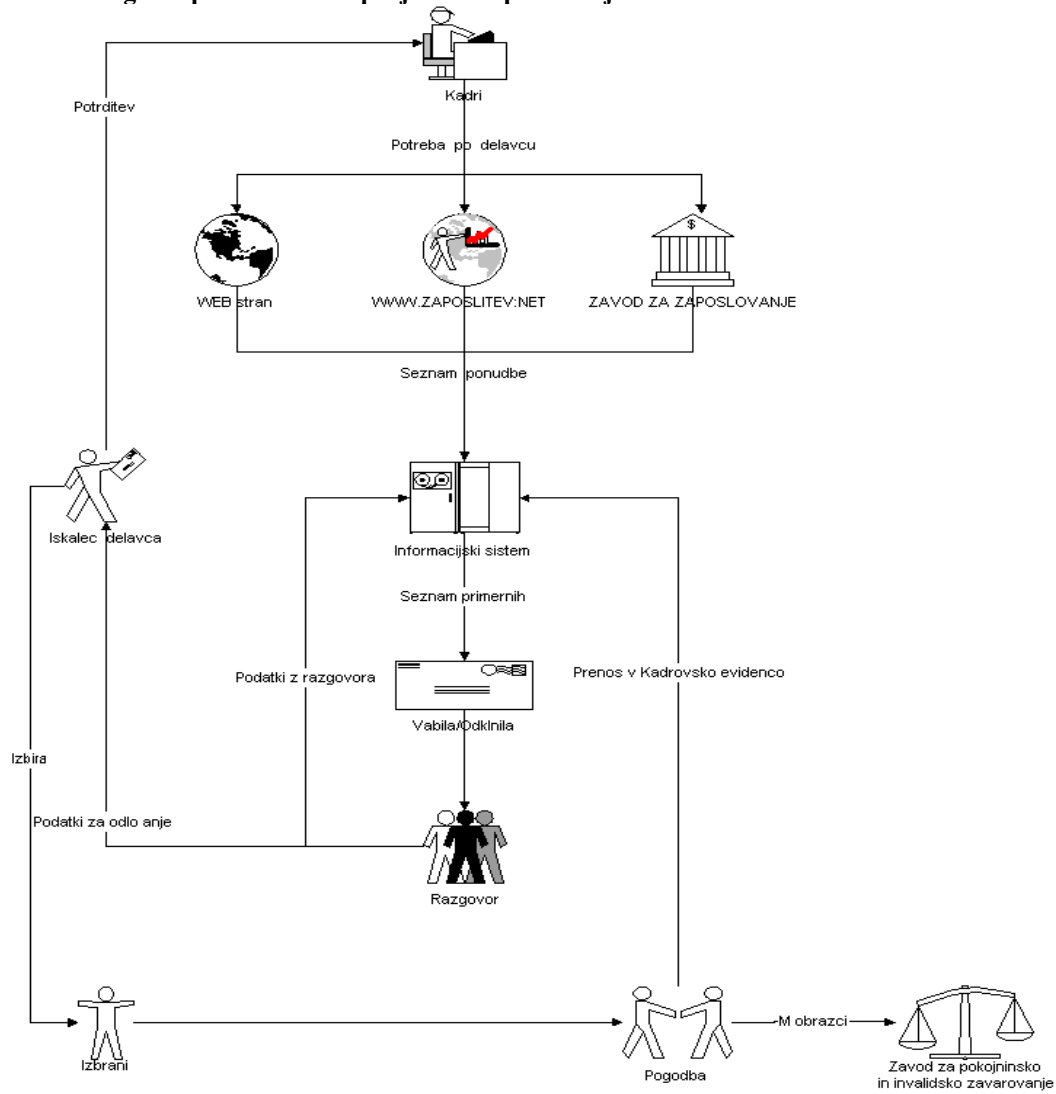 Kadri
Potrditev
Potreba po delavcu
WEB stran
WWW.ZAPOSLITEV:NET
ZAVOD ZA ZAPOSLOVANJE
Seznam ponudbe
Iskalec delavca
Informacijski sistem
Seznam primernih
Podatki z razgovora
Prenos v Kadrovsko evidenco
Vabila/Odklnila
Izbira
Podatki za odlo anje
Razgovor
M obrazci
Izbrani
Pogodba
Zavod za pokojninsko
in invalidsko zavarovanje